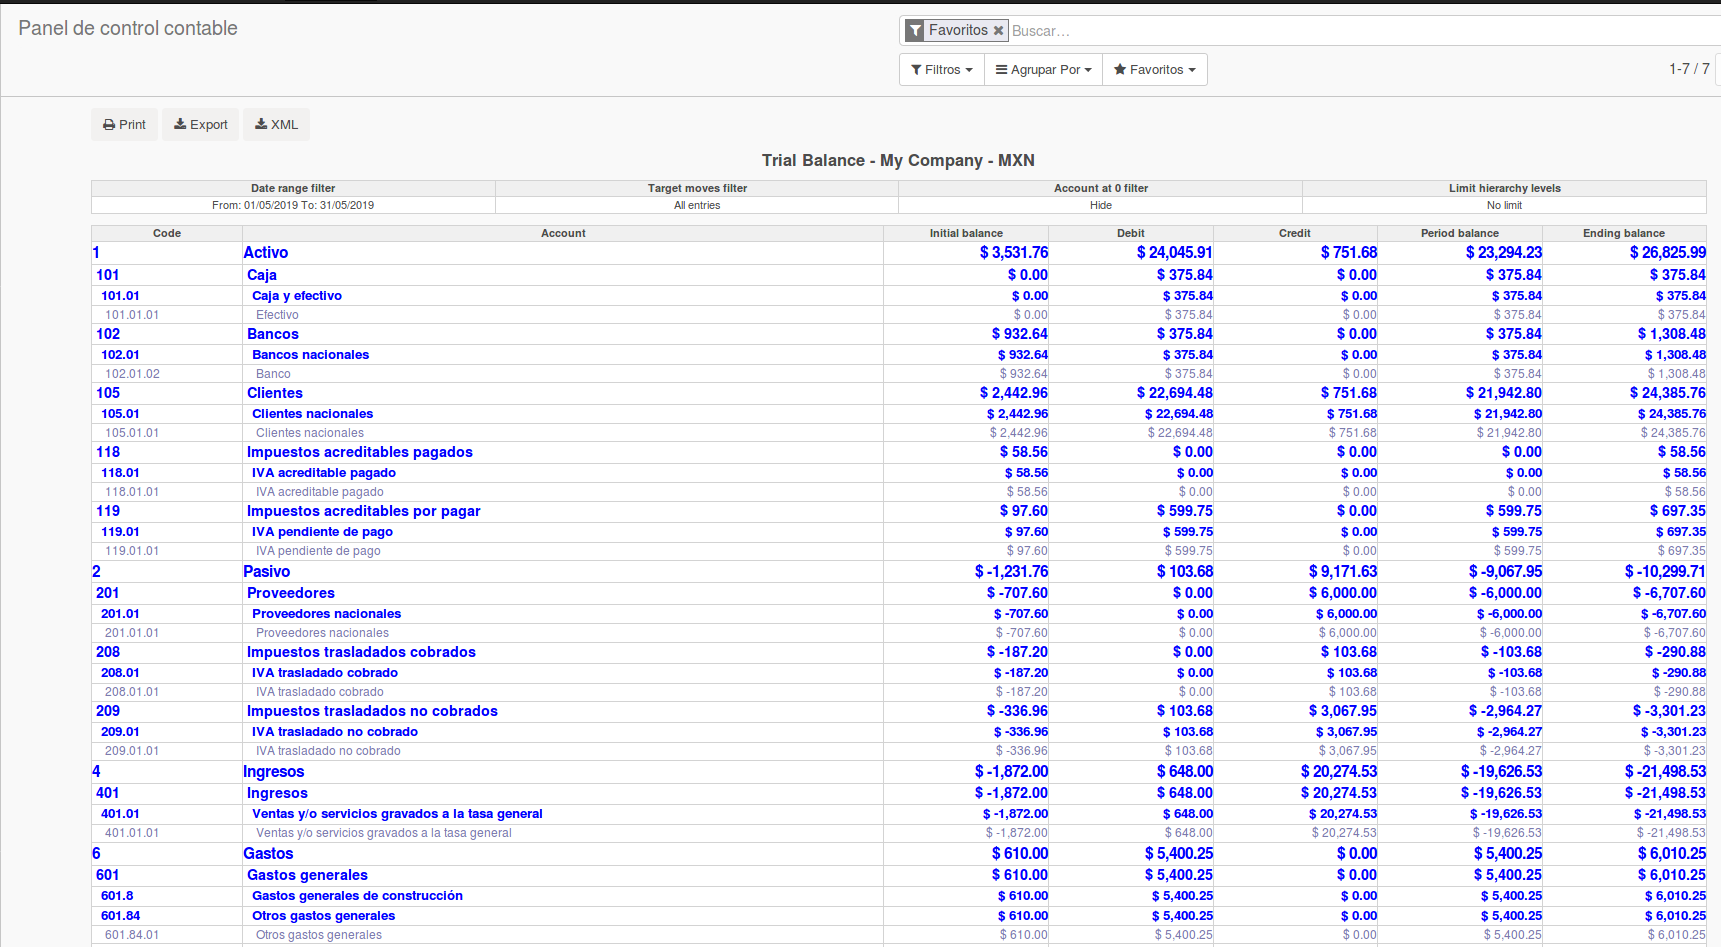 Panel de control contable
Favoritos ✖ Buscar...
Filtros Agrupar Por Favoritos
1-7 / 7
Print Export XML
Trial Balance - My Company - MXN
Date range filter Target moves filter Account at 0 filter Limit hierarchy levels
From: 01/05/2019 To: 31/05/2019 All entries Hide No limit
Code Account Initial balance Debit Credit Period balance Ending balance
1 Activo $ 3,531.76 $ 24,045.91 $ 751.68 $ 23,294.23 $ 26,825.99
101 Caja $ 0.00 $ 375.84 $ 0.00 $ 375.84 $ 375.84
101.01 Caja y efectivo $ 0.00 $ 375.84 $ 0.00 $ 375.84 $ 375.84
101.01.01 Efectivo $ 0.00 $ 375.84 $ 0.00 $ 375.84 $ 375.84
102 Bancos $ 932.64 $ 375.84 $ 0.00 $ 375.84 $ 1,308.48
102.01 Bancos nacionales $ 932.64 $ 375.84 $ 0.00 $ 375.84 $ 1,308.48
102.01.02 Banco $ 932.64 $ 375.84 $ 0.00 $ 375.84 $ 1,308.48
105 Clientes $ 2,442.96 $ 22,694.48 $ 751.68 $ 21,942.80 $ 24,385.76
105.01 Clientes nacionales $ 2,442.96 $ 22,694.48 $ 751.68 $ 21,942.80 $ 24,385.76
105.01.01 Clientes nacionales $ 2,442.96 $ 22,694.48 $ 751.68 $ 21,942.80 $ 24,385.76
118 Impuestos acreditables pagados $ 58.56 $ 0.00 $ 0.00 $ 0.00 $ 58.56
118.01 IVA acreditable pagado $ 58.56 $ 0.00 $ 0.00 $ 0.00 $ 58.56
118.01.01 IVA acreditable pagado $ 58.56 $ 0.00 $ 0.00 $ 0.00 $ 58.56
119 Impuestos acreditables por pagar $ 97.60 $ 599.75 $ 0.00 $ 599.75 $ 697.35
119.01 IVA pendiente de pago $ 97.60 $ 599.75 $ 0.00 $ 599.75 $ 697.35
119.01.01 IVA pendiente de pago $ 97.60 $ 599.75 $ 0.00 $ 599.75 $ 697.35
2 Pasivo $ -1,231.76 $ 103.68 $ 9,171.63 $ -9,067.95 $ -10,299.71
201 Proveedores $ -707.60 $ 0.00 $ 6,000.00 $ -6,000.00 $ -6,707.60
201.01 Proveedores nacionales $ -707.60 $ 0.00 $ 6,000.00 $ -6,000.00 $ -6,707.60
201.01.01 Proveedores nacionales $ -707.60 $ 0.00 $ 6,000.00 $ -6,000.00 $ -6,707.60
208 Impuestos trasladados cobrados $ -187.20 $ 0.00 $ 103.68 $ -103.68 $ -290.88
208.01 IVA trasladado cobrado $ -187.20 $ 0.00 $ 103.68 $ -103.68 $ -290.88
208.01.01 IVA trasladado cobrado $ -187.20 $ 0.00 $ 103.68 $ -103.68 $ -290.88
209 Impuestos trasladados no cobrados $ -336.96 $ 103.68 $ 3,067.95 $ -2,964.27 $ -3,301.23
209.01 IVA trasladado no cobrado $ -336.96 $ 103.68 $ 3,067.95 $ -2,964.27 $ -3,301.23
209.01.01 IVA trasladado no cobrado $ -336.96 $ 103.68 $ 3,067.95 $ -2,964.27 $ -3,301.23
4 Ingresos $ -1,872.00 $ 648.00 $ 20,274.53 $ -19,626.53 $ -21,498.53
401 Ingresos $ -1,872.00 $ 648.00 $ 20,274.53 $ -19,626.53 $ -21,498.53
401.01 Ventas y/o servicios gravados a la tasa general $ -1,872.00 $ 648.00 $ 20,274.53 $ -19,626.53 $ -21,498.53
401.01.01 Ventas y/o servicios gravados a la tasa general $ -1,872.00 $ 648.00 $ 20,274.53 $ -19,626.53 $ -21,498.53
6 Gastos $ 610.00 $ 5,400.25 $ 0.00 $ 5,400.25 $ 6,010.25
601 Gastos generales $ 610.00 $ 5,400.25 $ 0.00 $ 5,400.25 $ 6,010.25
601.8 Gastos generales de construcción $ 610.00 $ 5,400.25 $ 0.00 $ 5,400.25 $ 6,010.25
601.84 Otros gastos generales $ 610.00 $ 5,400.25 $ 0.00 $ 5,400.25 $ 6,010.25
601.84.01 Otros gastos generales $ 610.00 $ 5,400.25 $ 0.00 $ 5,400.25 $ 6,010.25